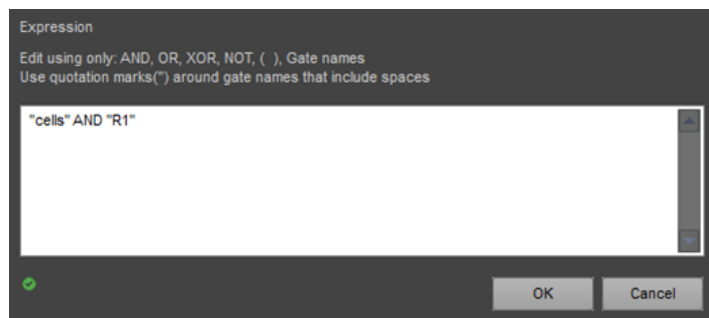 Expression
Edit using only: AND, OR, XOR, NOT, ( ), Gate names
Use quotation marks(") around gate names that include spaces
"cells" AND "R1"
OK
Cancel